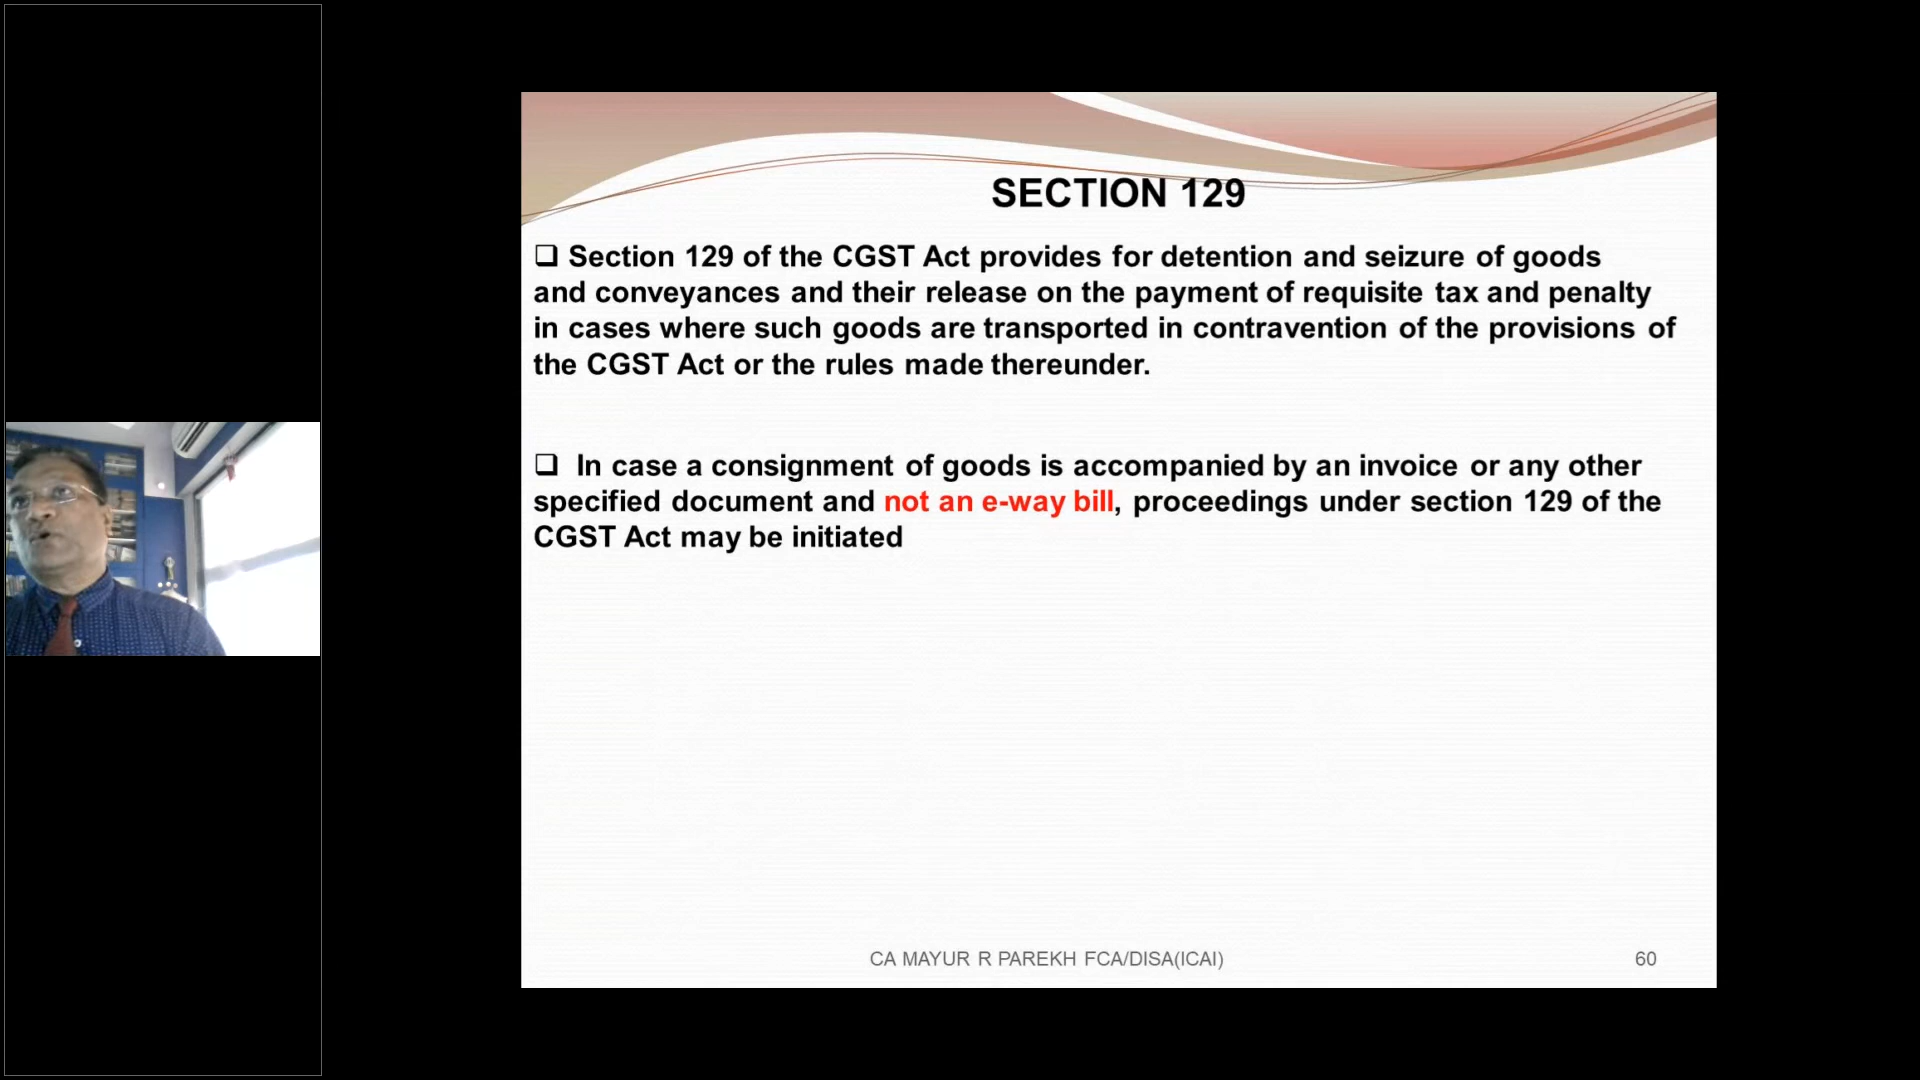 SECTION 129
❑ Section 129 of the CGST Act provides for detention and seizure of goods
and conveyances and their release on the payment of requisite tax and penalty
in cases where such goods are transported in contravention of the provisions of
the CGST Act or the rules made thereunder.
❑ In case a consignment of goods is accompanied by an invoice or any other
specified document and not an e-way bill, proceedings under section 129 of the
CGST Act may be initiated
CA MAYUR R PAREKH FCA/DISA(ICAI)
60